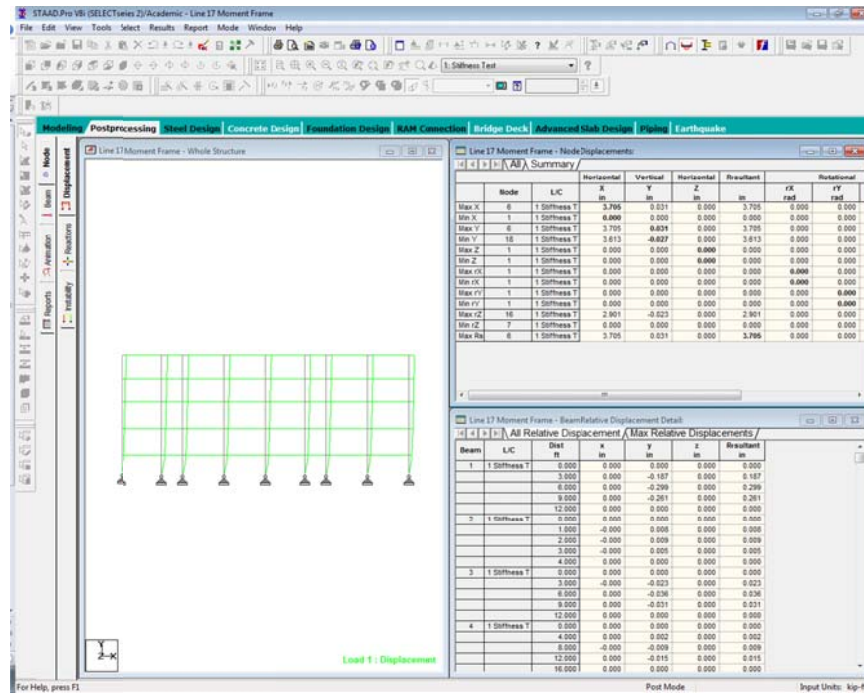 STAAD.Pro V8i (SELECTseies 2)/Academic - Line 17 Moment Frame
File Edit View Tools Select Results Report Mode Window Help
1: Stiffness Test
Modeling Postprocessing Steel Design Concrete Design Foundation Design RAM Connection Bridge Deck Advanced Slab Design Piping Earthquake
Node
Beam
Animation
Reports
Displacement
Reactions
Instability
Line 17 Moment Frame - Whole Structure
Load 1 : Displacement
Line 17 Moment Frame - Node Displacements:
All Summary
Horizontal Vertical Horizontal Resultant Rotational
Node L/C X in Y in Z in in rX rad rY rad
Max X 6 1 Stiffness T 3.705 0.031 0.000 3.705 0.000 0.000
Min X 1 1 Stiffness T 0.000 0.000 0.000 0.000 0.000 0.000
Max Y 6 1 Stiffness T 3.705 0.031 0.000 3.705 0.000 0.000
Min Y 18 1 Stiffness T 3.613 -0.027 0.000 3.613 0.000 0.000
Max Z 1 1 Stiffness T 0.000 0.000 0.000 0.000 0.000 0.000
Min Z 1 1 Stiffness T 0.000 0.000 0.000 0.000 0.000 0.000
Max rX 1 1 Stiffness T 0.000 0.000 0.000 0.000 0.000 0.000
Min rX 1 1 Stiffness T 0.000 0.000 0.000 0.000 0.000 0.000
Max rY 1 1 Stiffness T 0.000 0.000 0.000 0.000 0.000 0.000
Min rY 1 1 Stiffness T 0.000 0.000 0.000 0.000 0.000 0.000
Max rZ 16 1 Stiffness T 2.901 -0.023 0.000 2.901 0.000 0.000
Min rZ 7 1 Stiffness T 0.000 0.000 0.000 0.000 0.000 0.000
Max Rs 6 1 Stiffness T 3.705 0.031 0.000 3.705 0.000 0.000
Line 17 Moment Frame - Beam Relative Displacement Detail:
All Relative Displacement Max Relative Displacements
Beam L/C Dist ft x in y in z in Resultant in
1 1 Stiffness T 0.000 0.000 0.000 0.000 0.000
3.000 0.000 -0.187 0.000 0.187
6.000 0.000 -0.299 0.000 0.299
9.000 0.000 -0.261 0.000 0.261
12.000 0.000 0.000 0.000 0.000
2 1 Stiffness T 0.000 0.000 0.000 0.000 0.000
1.000 -0.000 0.008 0.000 0.008
2.000 -0.000 0.009 0.000 0.009
3.000 -0.000 0.005 0.000 0.005
4.000 0.000 0.000 0.000 0.000
3 1 Stiffness T 0.000 0.000 0.000 0.000 0.000
3.000 -0.000 -0.023 0.000 0.023
6.000 0.000 -0.036 0.000 0.036
9.000 0.000 -0.031 0.000 0.031
12.000 0.000 0.000 0.000 0.000
4 1 Stiffness T 0.000 0.000 0.000 0.000 0.000
4.000 0.000 0.002 0.000 0.002
8.000 -0.000 -0.009 0.000 0.009
12.000 0.000 -0.015 0.000 0.015
16.000 0.000 0.000 0.000 0.000
For Help, press F1
Post Mode
Input Units: kip-f